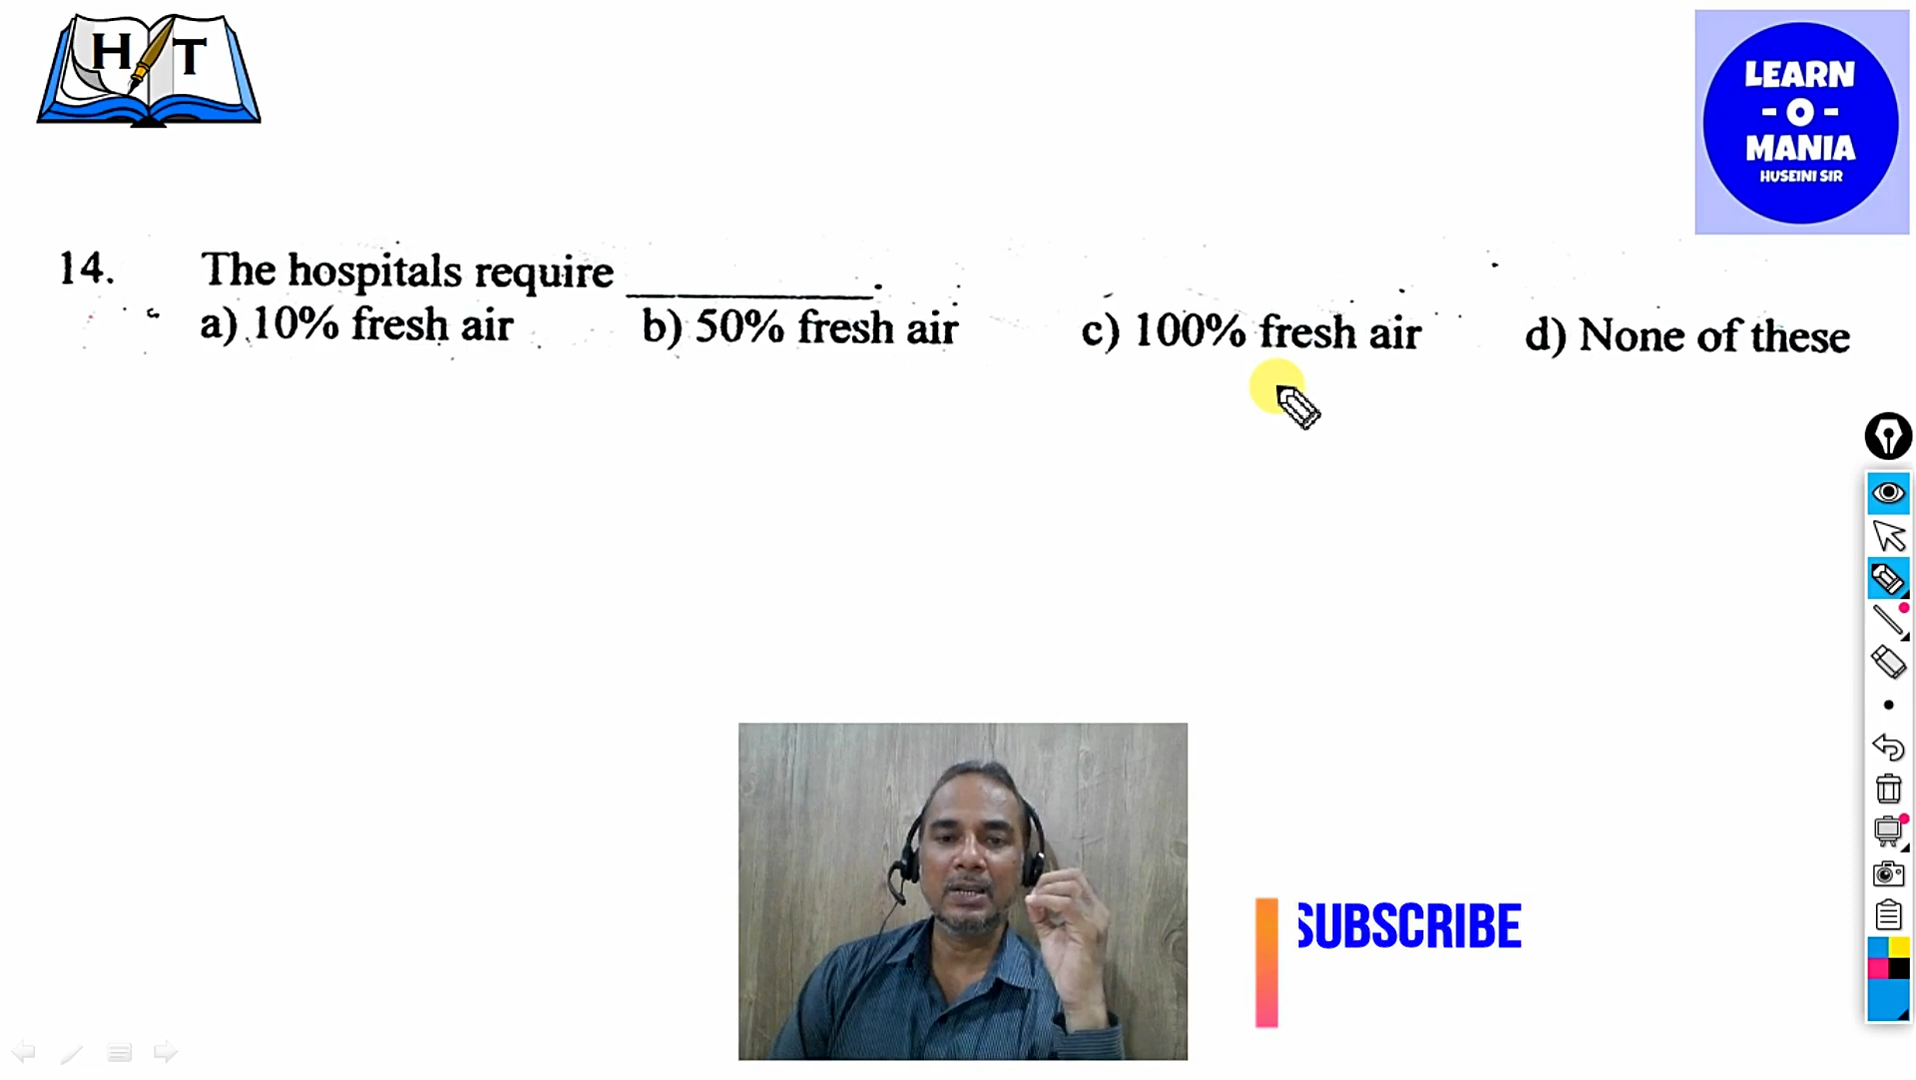 H T
LEARN
- O -
MANIA
HUSEINI SIR
14. The hospitals require ____________.
a) 10% fresh air b) 50% fresh air c) 100% fresh air d) None of these
SUBSCRIBE